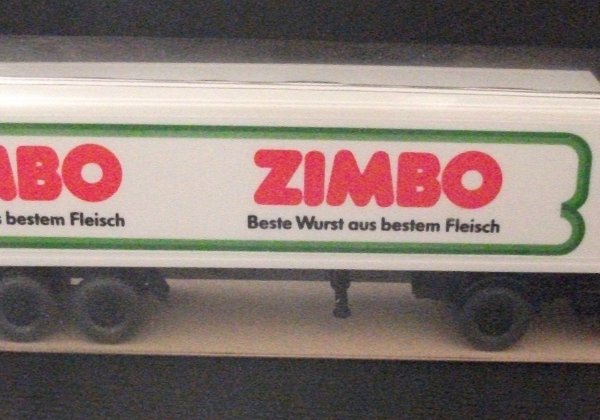 MBO
s bestem Fleisch
ZIMBO
Beste Wurst aus bestem Fleisch